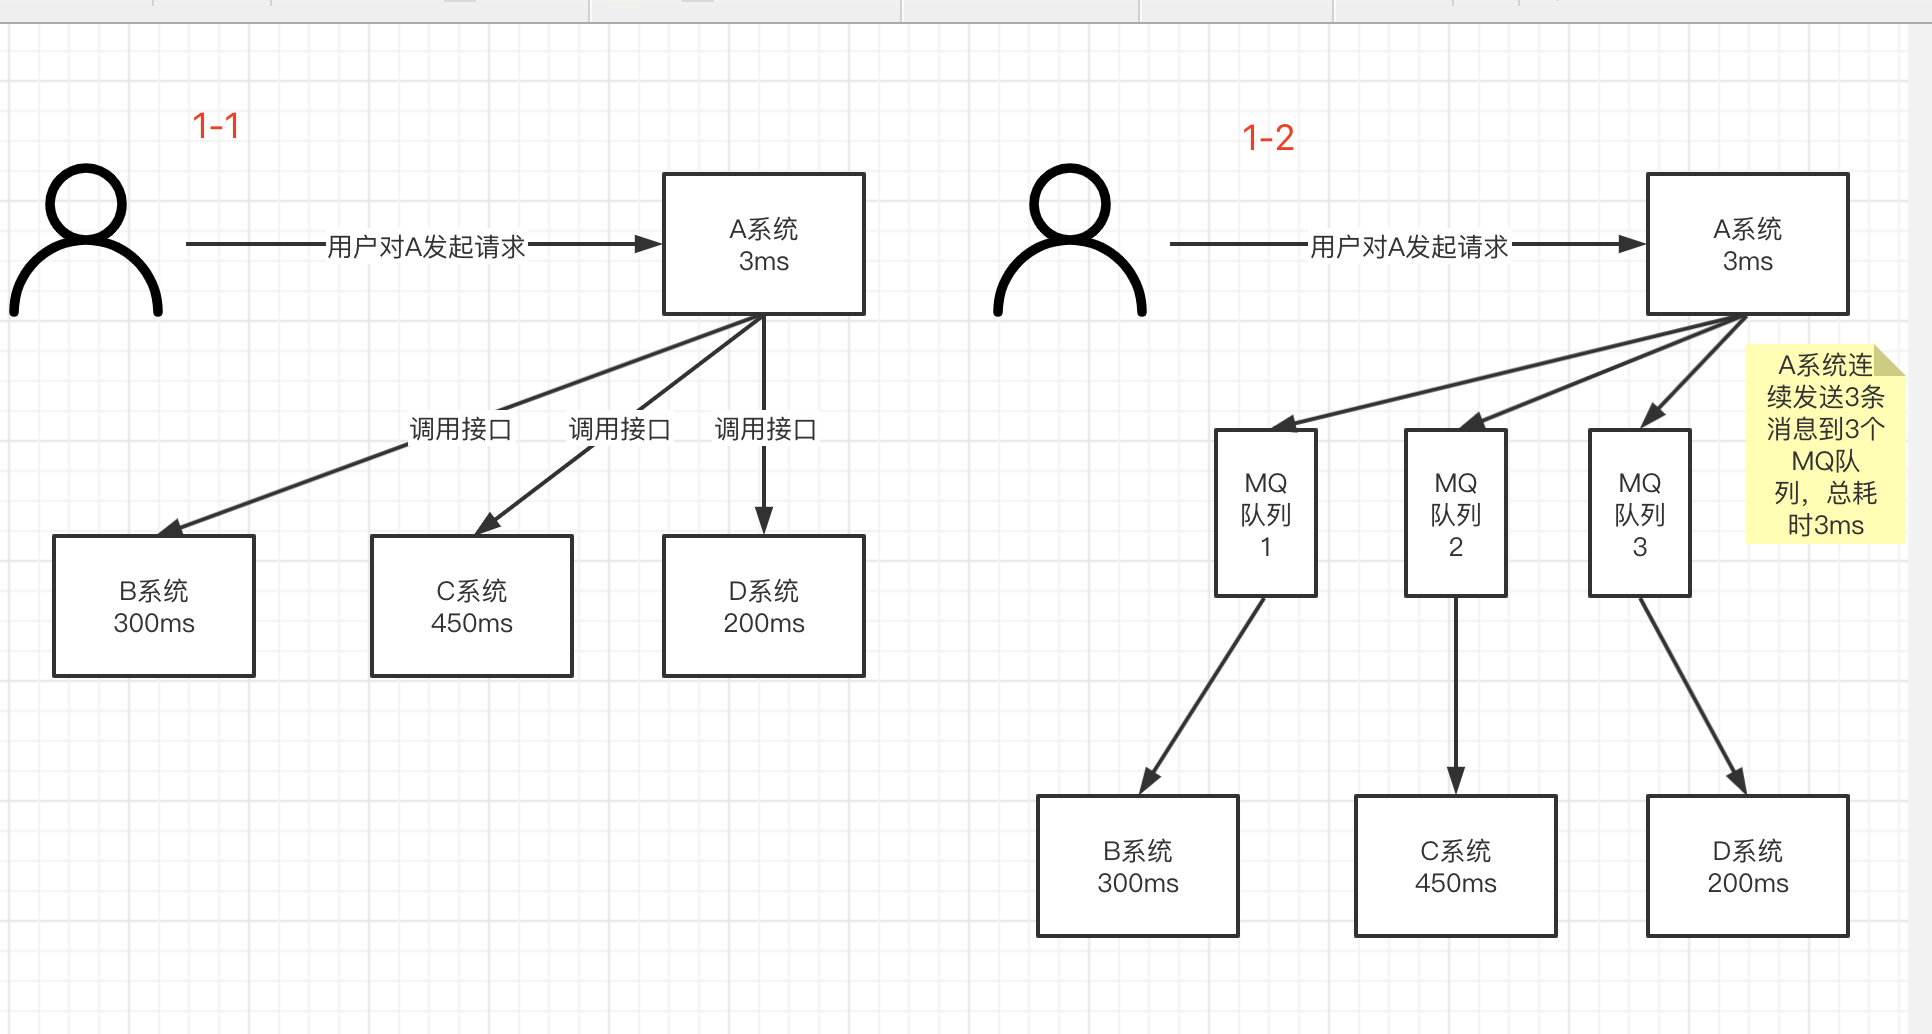 1-1
用户对A发起请求
A系统
3ms
调用接口
调用接口
调用接口
B系统
300ms
C系统
450ms
D系统
200ms
1-2
用户对A发起请求
A系统
3ms
A系统连
续发送3条
消息到3个
MQ队
列，总耗
时3ms
MQ
队列
1
MQ
队列
2
MQ
队列
3
B系统
300ms
C系统
450ms
D系统
200ms